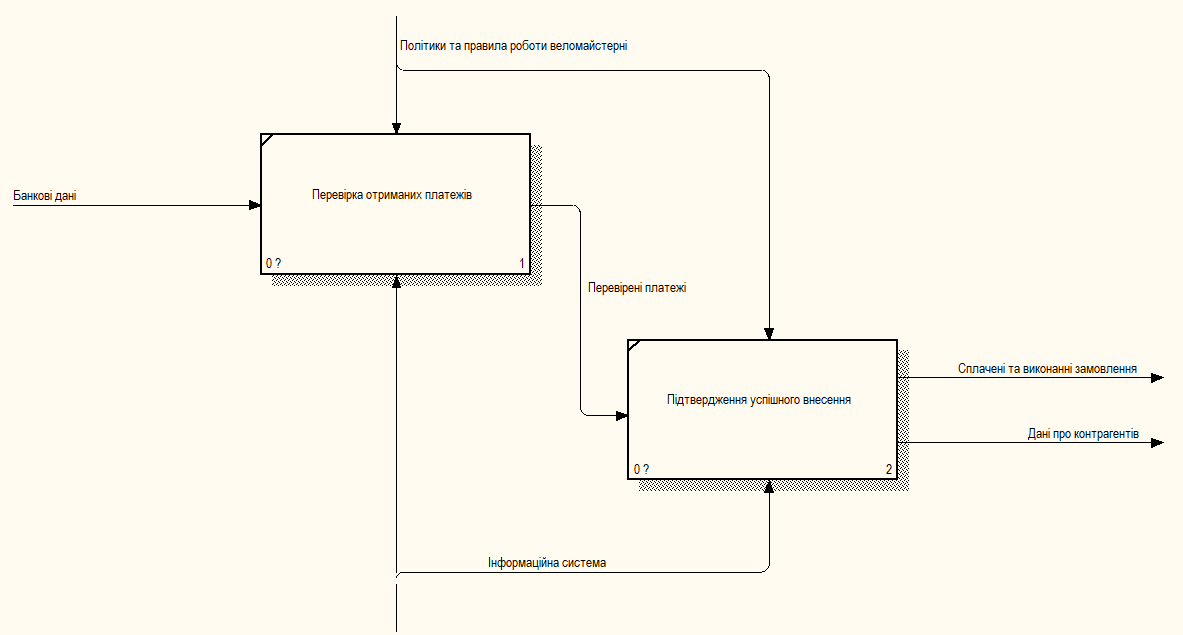 Політики та правила роботи веломайстерні
Банкові дані
Перевірка отриманих платежів
0 ?
1
Перевірені платежі
Сплачені та виконанні замовлення
Підтвердження успішного внесення
Дані про контрагентів
0 ?
2
Інформаційна система